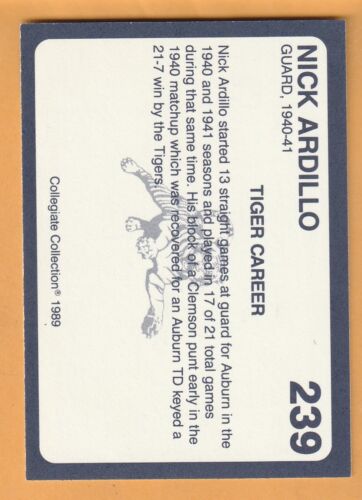 NICK ARDILLO 239
GUARD, 1940-41
TIGER CAREER
Nick Ardillo started 13 straight games at guard for Auburn in the
1940 and 1941 seasons and played in 17 of 21 total games
during that same time. His block of a Clemson punt early in the
1940 matchup which was recovered for an Auburn TD keyed a
21-7 win by the Tigers.
Collegiate Collection® 1989